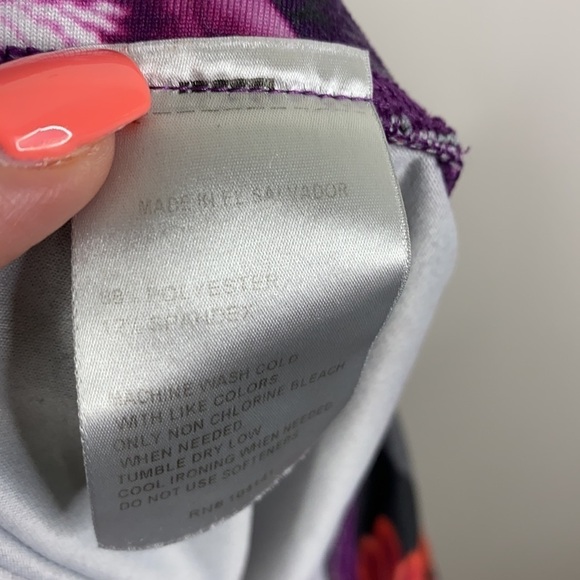 MADE IN EL SALVADOR
POLYESTER
SPANDEX
MACHINE WASH COLD
WITH LIKE COLORS
ONLY NON CHLORINE BLEACH
WHEN NEEDED
TUMBLE DRY LOW
COOL IRONING WHEN NEEDED
DO NOT USE SOFTENERS
RN#